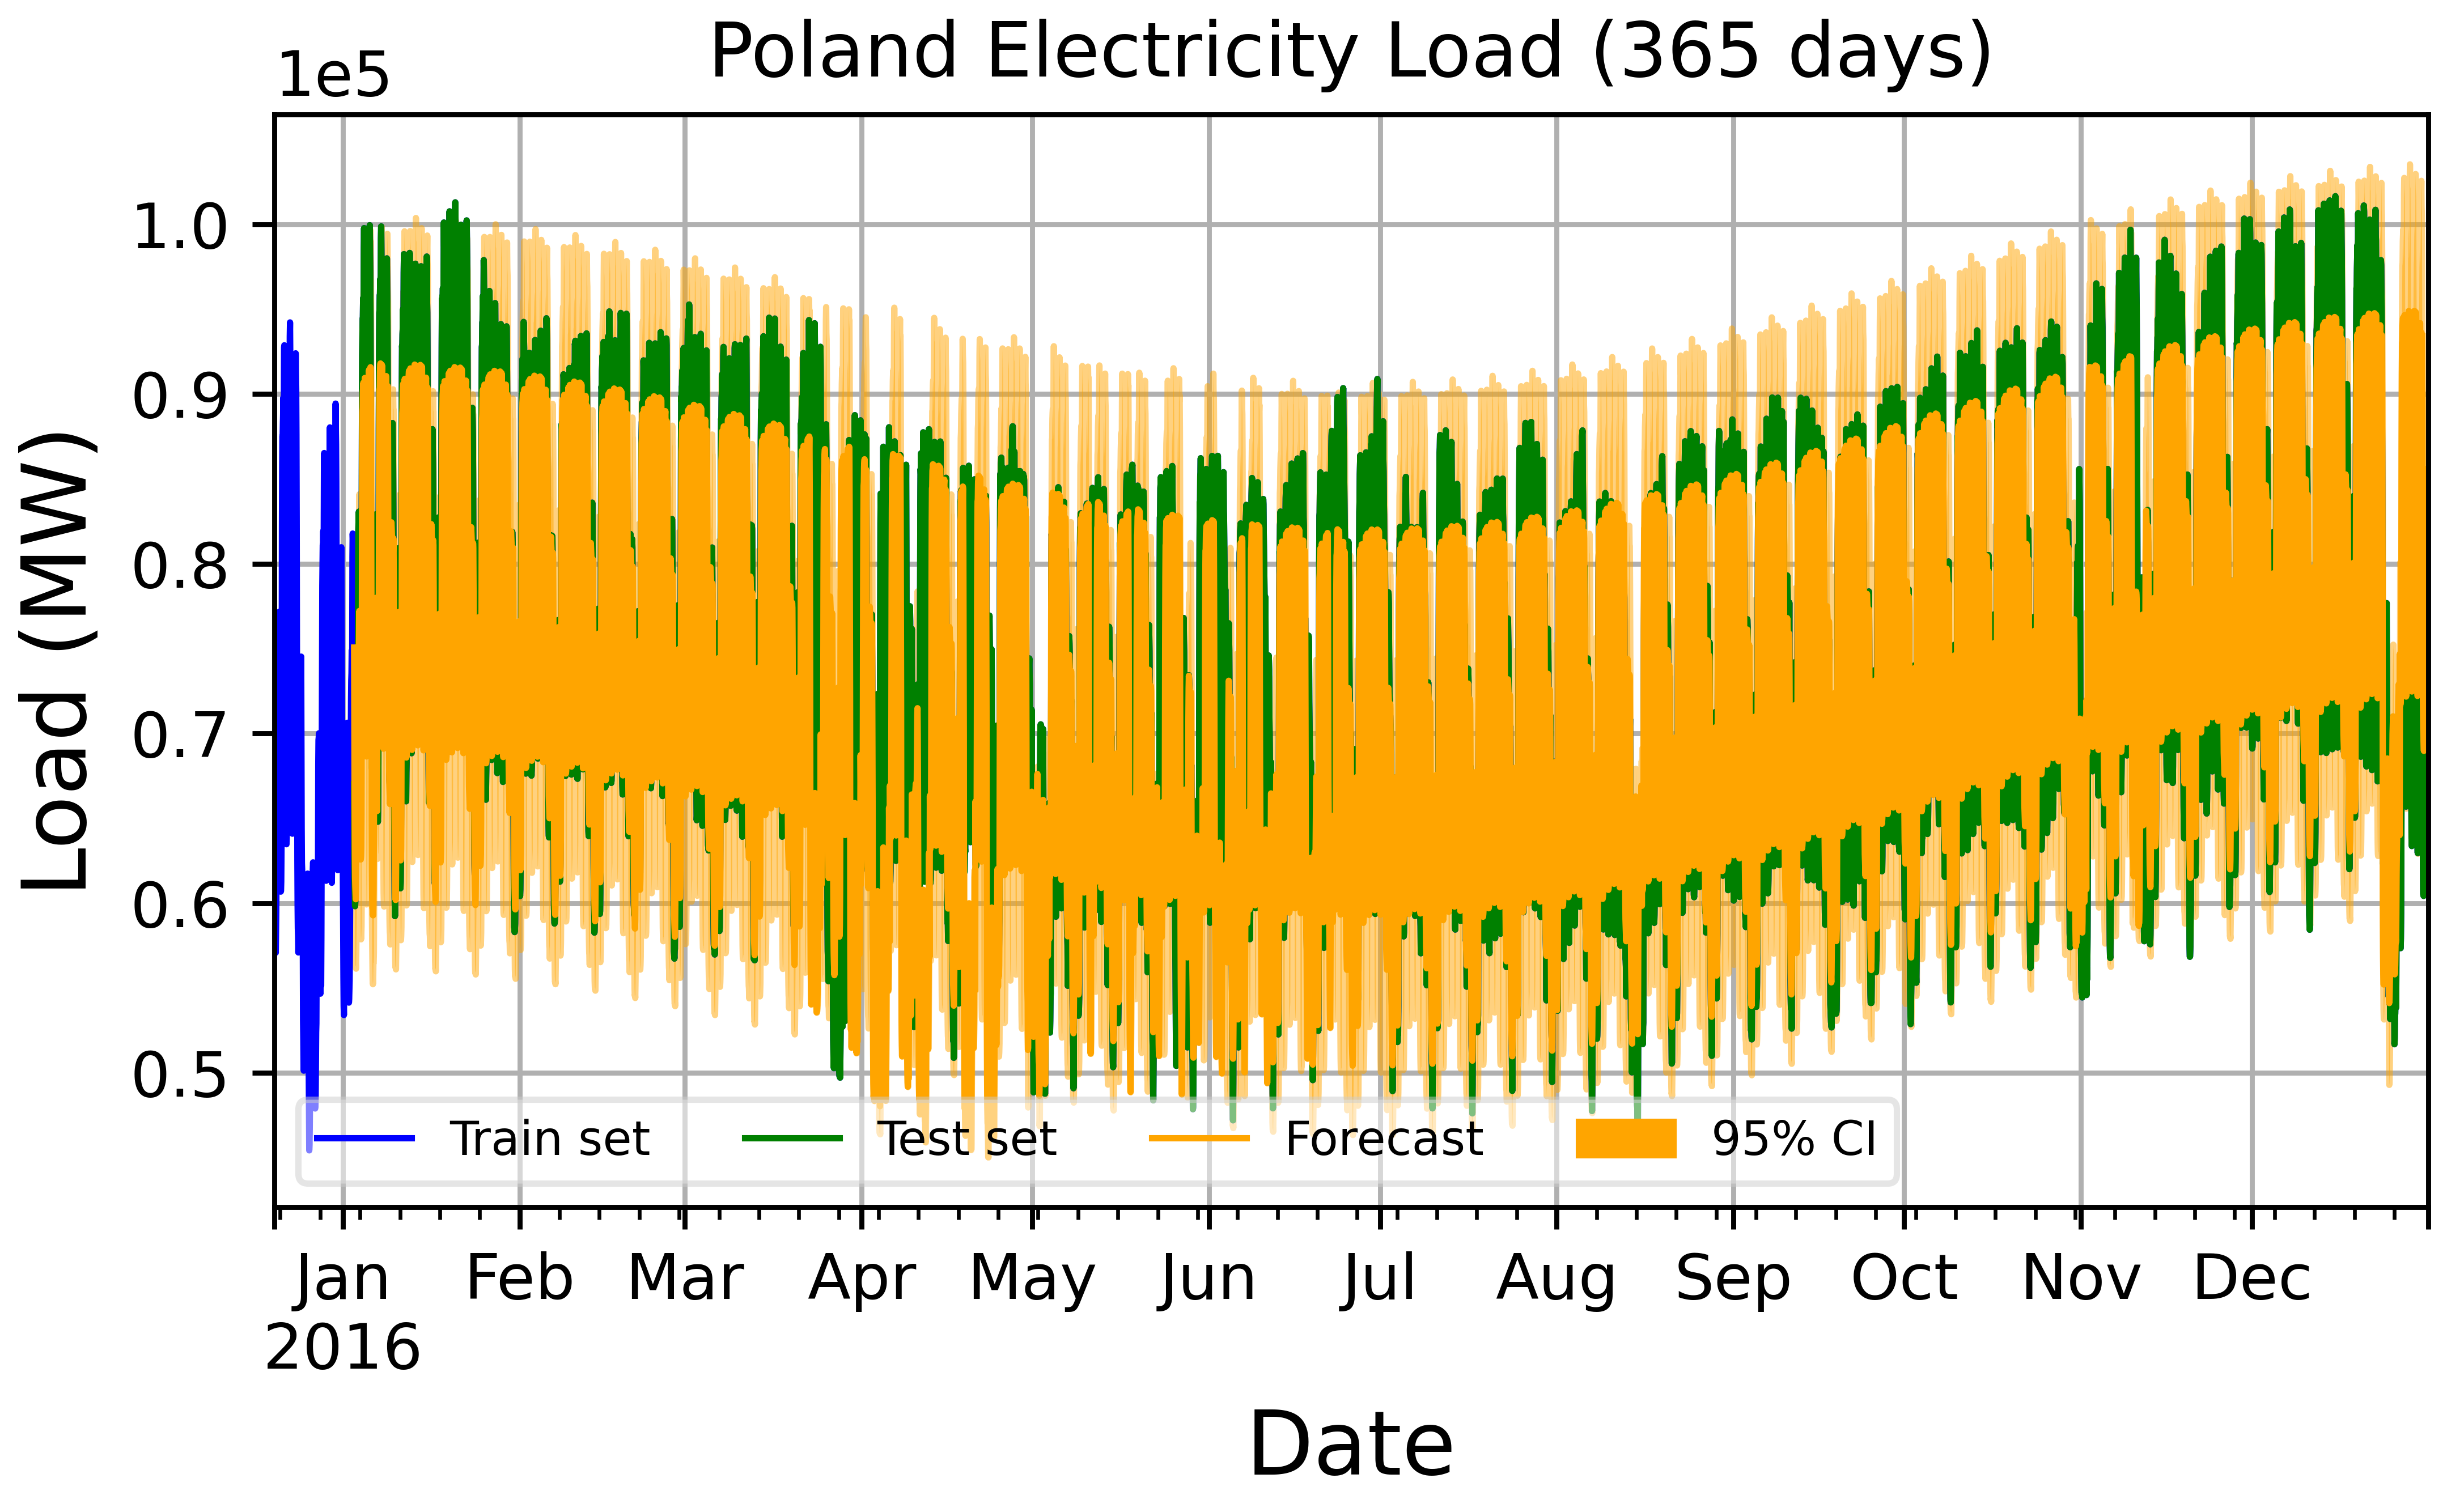 Poland Electricity Load (365 days)
1e5
1.0
0.9
0.8
0.7
0.6
0.5
Load (MW)
Train set Test set Forecast 95% CI
Jan Feb Mar Apr May Jun Jul Aug Sep Oct Nov Dec
2016
Date